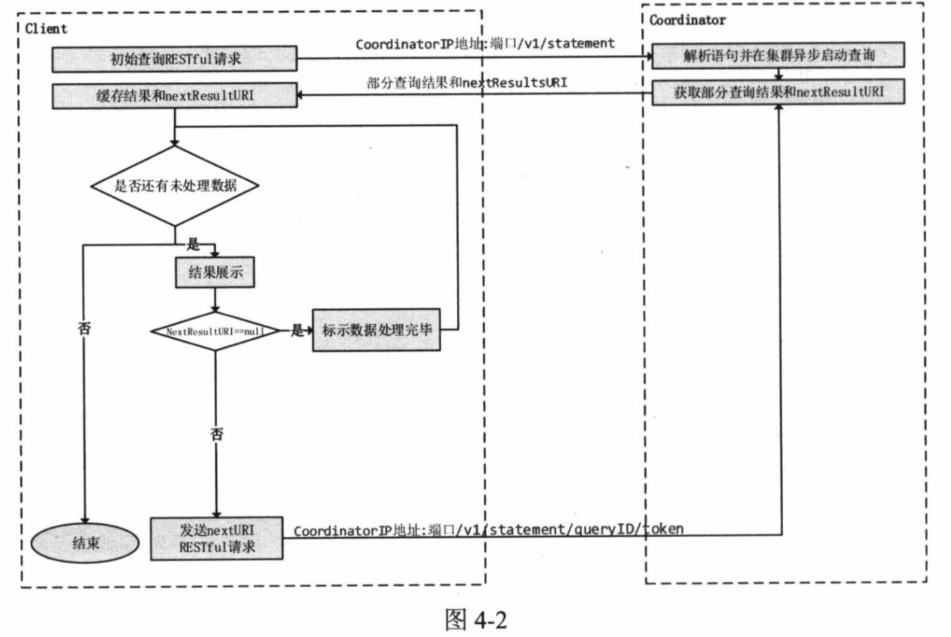 Client
Coordinator
初始查询RESTful请求
CoordinatorIP地址:端口/v1/statement
解析语句并在集群异步启动查询
缓存结果和nextResultURI
部分查询结果和nextResultsURI
获取部分查询结果和nextResultURI
是否还有未处理数据
是
结果展示
否
NextResultURI==null
是
标示数据处理完毕
否
结束
发送nextURI
RESTful请求
CoordinatorIP地址:端口/v1/statement/queryID/token
图 4-2